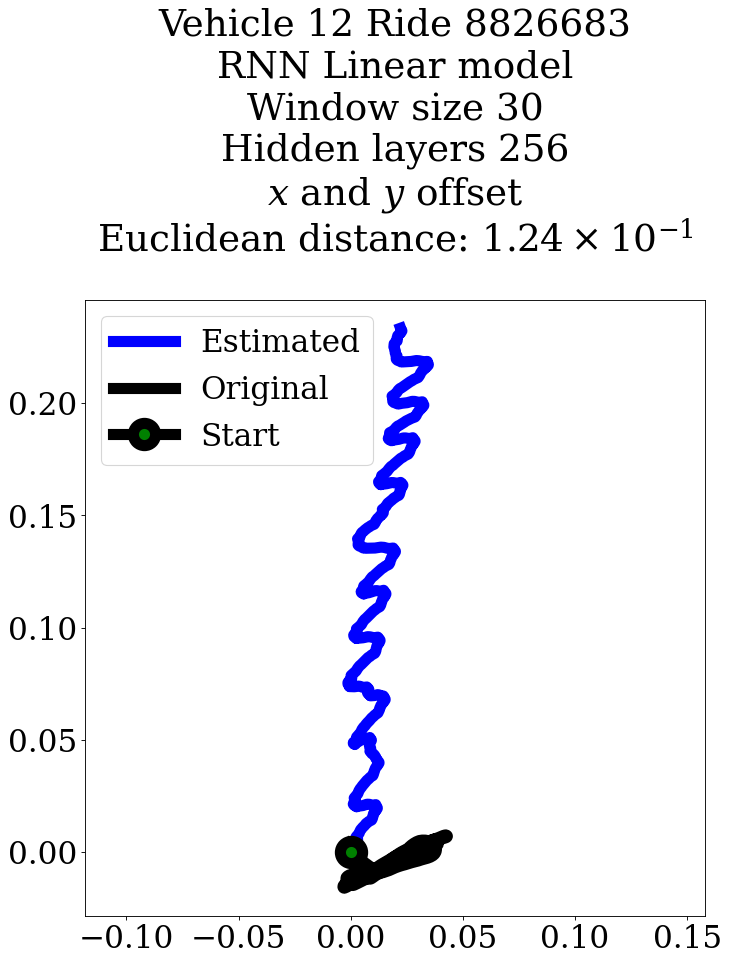 Vehicle 12 Ride 8826683
RNN Linear model
Window size 30
Hidden layers 256
x and y offset
Euclidean distance: 1.24 × 10⁻¹
Estimated
Original
Start
0.20
0.15
0.10
0.05
0.00
−0.10 −0.05 0.00 0.05 0.10 0.15